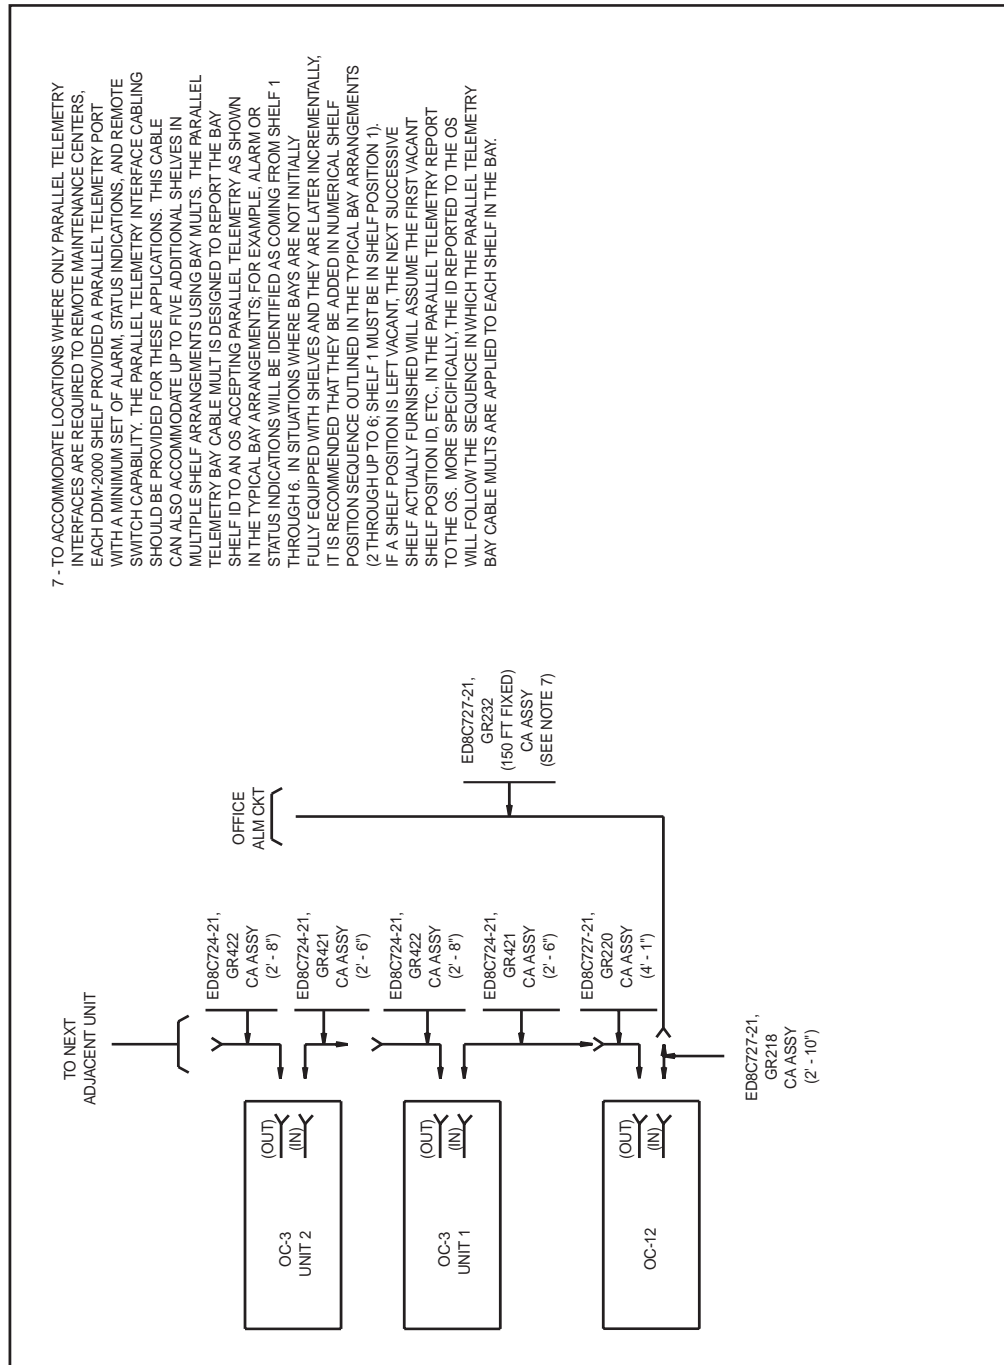 7 - TO ACCOMMODATE LOCATIONS WHERE ONLY PARALLEL TELEMETRY
INTERFACES ARE REQUIRED TO REMOTE MAINTENANCE CENTERS,
EACH DDM-2000 SHELF PROVIDED A PARALLEL TELEMETRY PORT
WITH A MINIMUM SET OF ALARM, STATUS INDICATIONS, AND REMOTE
SWITCH CAPABILITY. THE PARALLEL TELEMETRY INTERFACE CABLING
SHOULD BE PROVIDED FOR THESE APPLICATIONS. THIS CABLE
CAN ALSO ACCOMMODATE UP TO FIVE ADDITIONAL SHELVES IN
MULTIPLE SHELF ARRANGEMENTS USING BAY MULTS. THE PARALLEL
TELEMETRY BAY CABLE MULT IS DESIGNED TO REPORT THE BAY
SHELF ID TO AN OS ACCEPTING PARALLEL TELEMETRY AS SHOWN
IN THE TYPICAL BAY ARRANGEMENTS; FOR EXAMPLE, ALARM OR
STATUS INDICATIONS WILL BE IDENTIFIED AS COMING FROM SHELF 1
THROUGH 6. IN SITUATIONS WHERE BAYS ARE NOT INITIALLY
FULLY EQUIPPED WITH SHELVES AND THEY ARE LATER INCREMENTALLY,
IT IS RECOMMENDED THAT THEY BE ADDED IN NUMERICAL SHELF
POSITION SEQUENCE OUTLINED IN THE TYPICAL BAY ARRANGEMENTS
(2 THROUGH UP TO 6; SHELF 1 MUST BE IN SHELF POSITION 1).
IF A SHELF POSITION IS LEFT VACANT, THE NEXT SUCCESSIVE
SHELF ACTUALLY FURNISHED WILL ASSUME THE FIRST VACANT
SHELF POSITION ID, ETC., IN THE PARALLEL TELEMETRY REPORT
TO THE OS. MORE SPECIFICALLY, THE ID REPORTED TO THE OS
WILL FOLLOW THE SEQUENCE IN WHICH THE PARALLEL TELEMETRY
BAY CABLE MULTS ARE APPLIED TO EACH SHELF IN THE BAY.
TO NEXT
ADJACENT UNIT
OFFICE
ALM CKT
ED8C724-21,
GR422
CA ASSY
(2' - 8")
ED8C724-21,
GR421
CA ASSY
(2' - 6")
ED8C724-21,
GR422
CA ASSY
(2' - 8")
ED8C724-21,
GR421
CA ASSY
(2' - 6")
ED8C727-21,
GR220
CA ASSY
(4' - 1")
ED8C727-21,
GR232
(150 FT FIXED)
CA ASSY
(SEE NOTE 7)
ED8C727-21,
GR218
CA ASSY
(2' - 10")
OC-3
UNIT 2
(OUT)
(IN)
OC-3
UNIT 1
(OUT)
(IN)
OC-12
(OUT)
(IN)